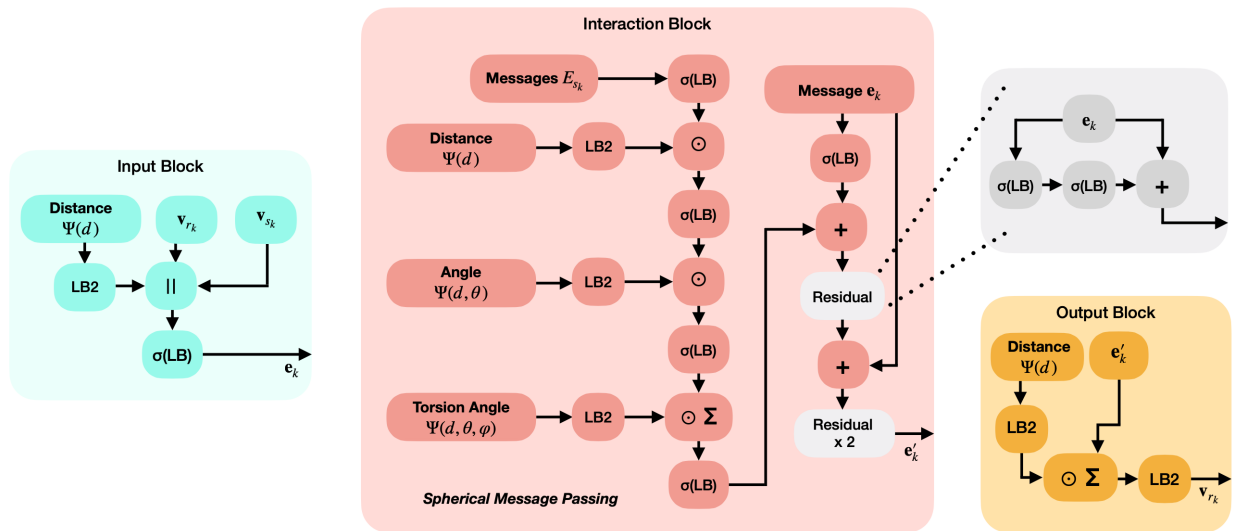 Input Block
Distance
Ψ(d)
𝐯_{r_k}
𝐯_{s_k}
LB2
||
σ(LB)
𝐞_k
Interaction Block
Messages E_{s_k}
σ(LB)
Distance
Ψ(d)
LB2
⊙
σ(LB)
Angle
Ψ(d, θ)
LB2
⊙
σ(LB)
Torsion Angle
Ψ(d, θ, φ)
LB2
⊙ Σ
σ(LB)
Spherical Message Passing
Message 𝐞_k
σ(LB)
+
Residual
+
Residual
x 2
𝐞′_k
𝐞_k
σ(LB)
σ(LB)
+
Output Block
Distance
Ψ(d)
𝐞′_k
LB2
⊙ Σ
LB2
𝐯_{r_k}